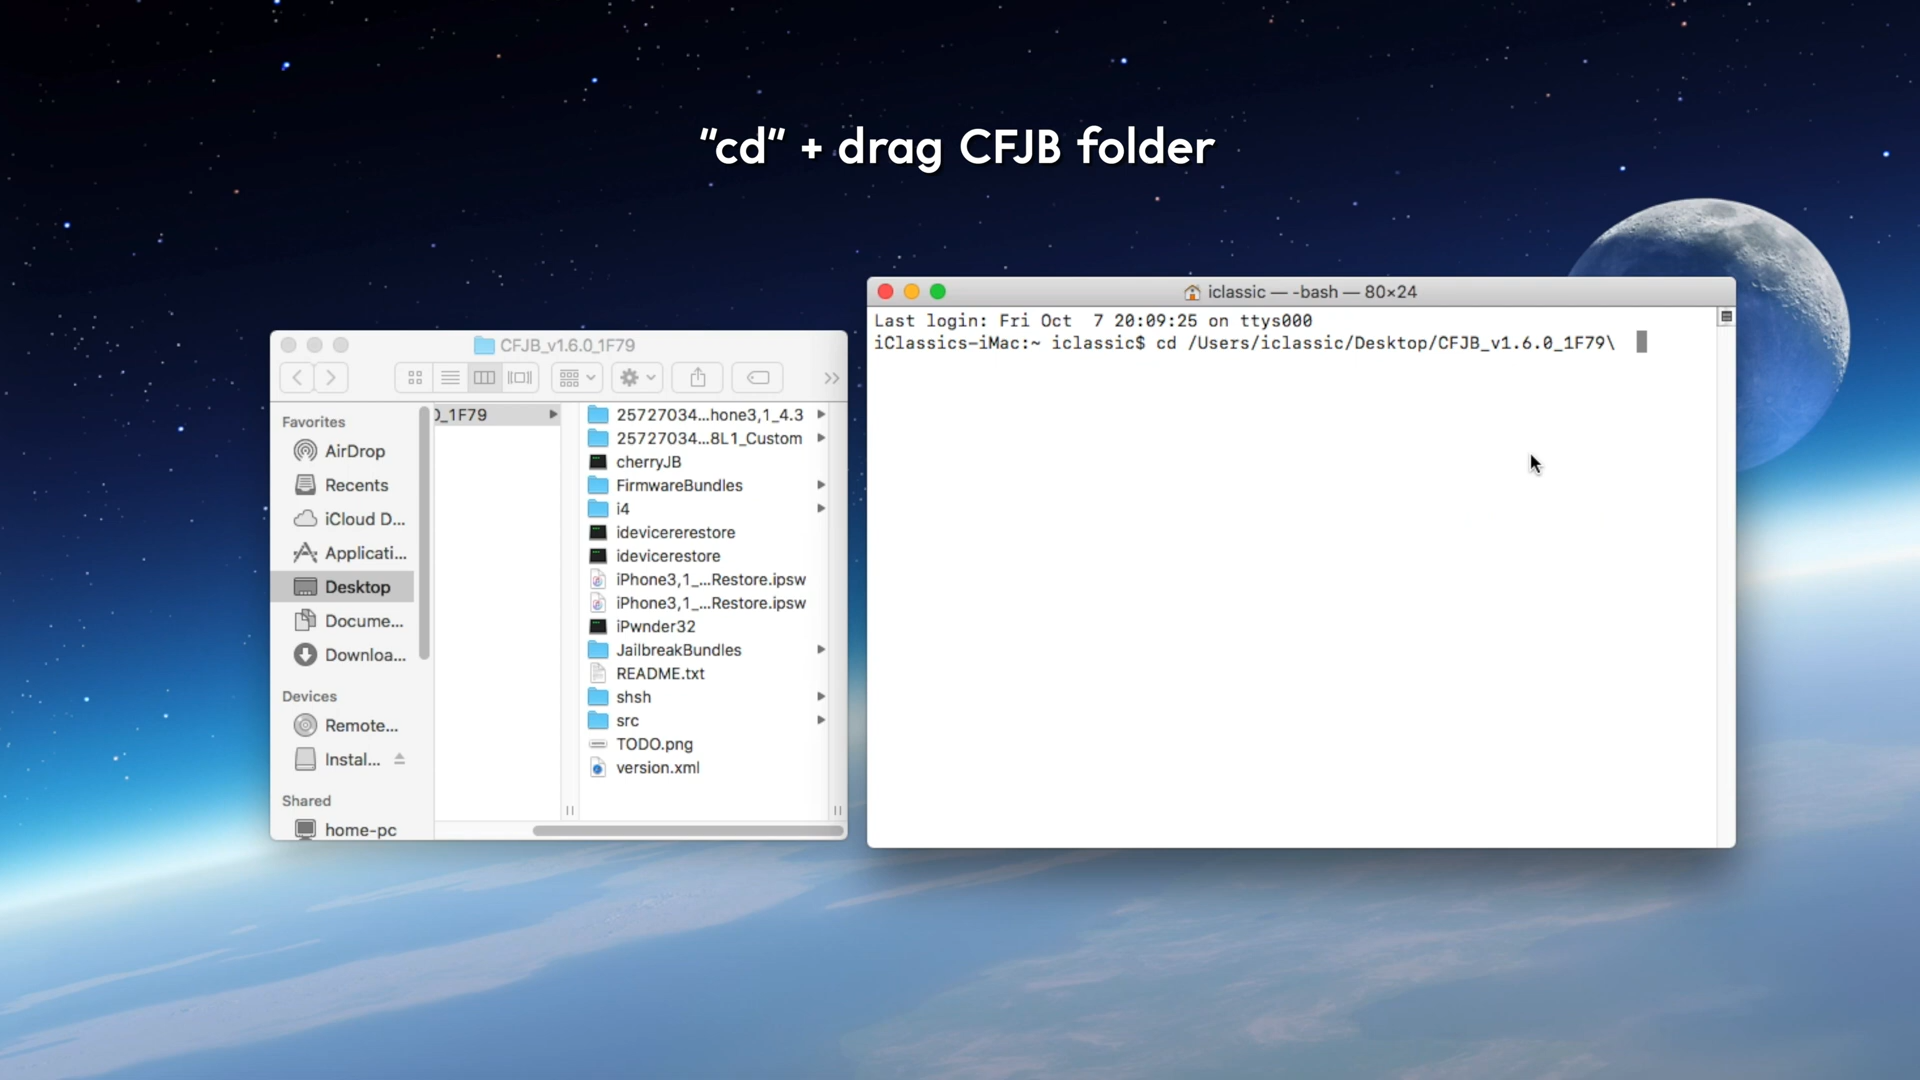 "cd" + drag CFJB folder
iclassic — -bash — 80×24
Last login: Fri Oct  7 20:09:25 on ttys000
iClassics-iMac:~ iclassic$ cd /Users/iclassic/Desktop/CFJB_v1.6.0_1F79\
CFJB_v1.6.0_1F79
Favorites
AirDrop
Recents
iCloud D...
Applicati...
Desktop
Docume...
Downloa...
Devices
Remote...
Instal...
Shared
home-pc
0_1F79
25727034...hone3,1_4.3
25727034...8L1_Custom
cherryJB
FirmwareBundles
i4
idevicererestore
idevicerestore
iPhone3,1_...Restore.ipsw
iPhone3,1_...Restore.ipsw
iPwnder32
JailbreakBundles
README.txt
shsh
src
TODO.png
version.xml